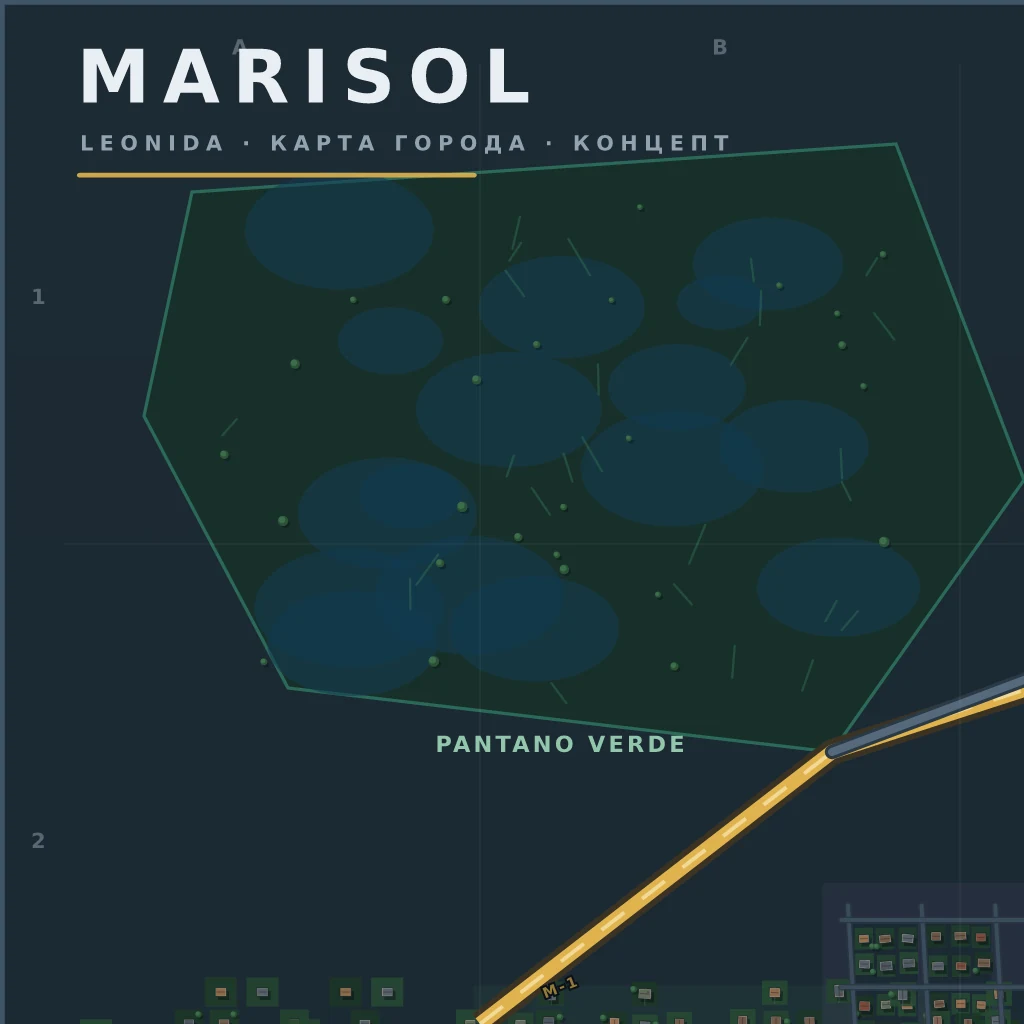 A
B
MARISOL
LEONIDA · КАРТА ГОРОДА · КОНЦЕПТ
1
PANTANO VERDE
2
M-1